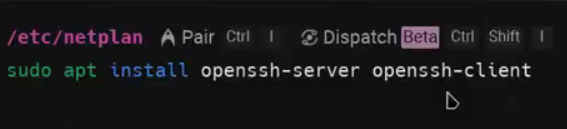 /etc/netplan Pair Ctrl I Dispatch Beta Ctrl Shift I
sudo apt install openssh-server openssh-client